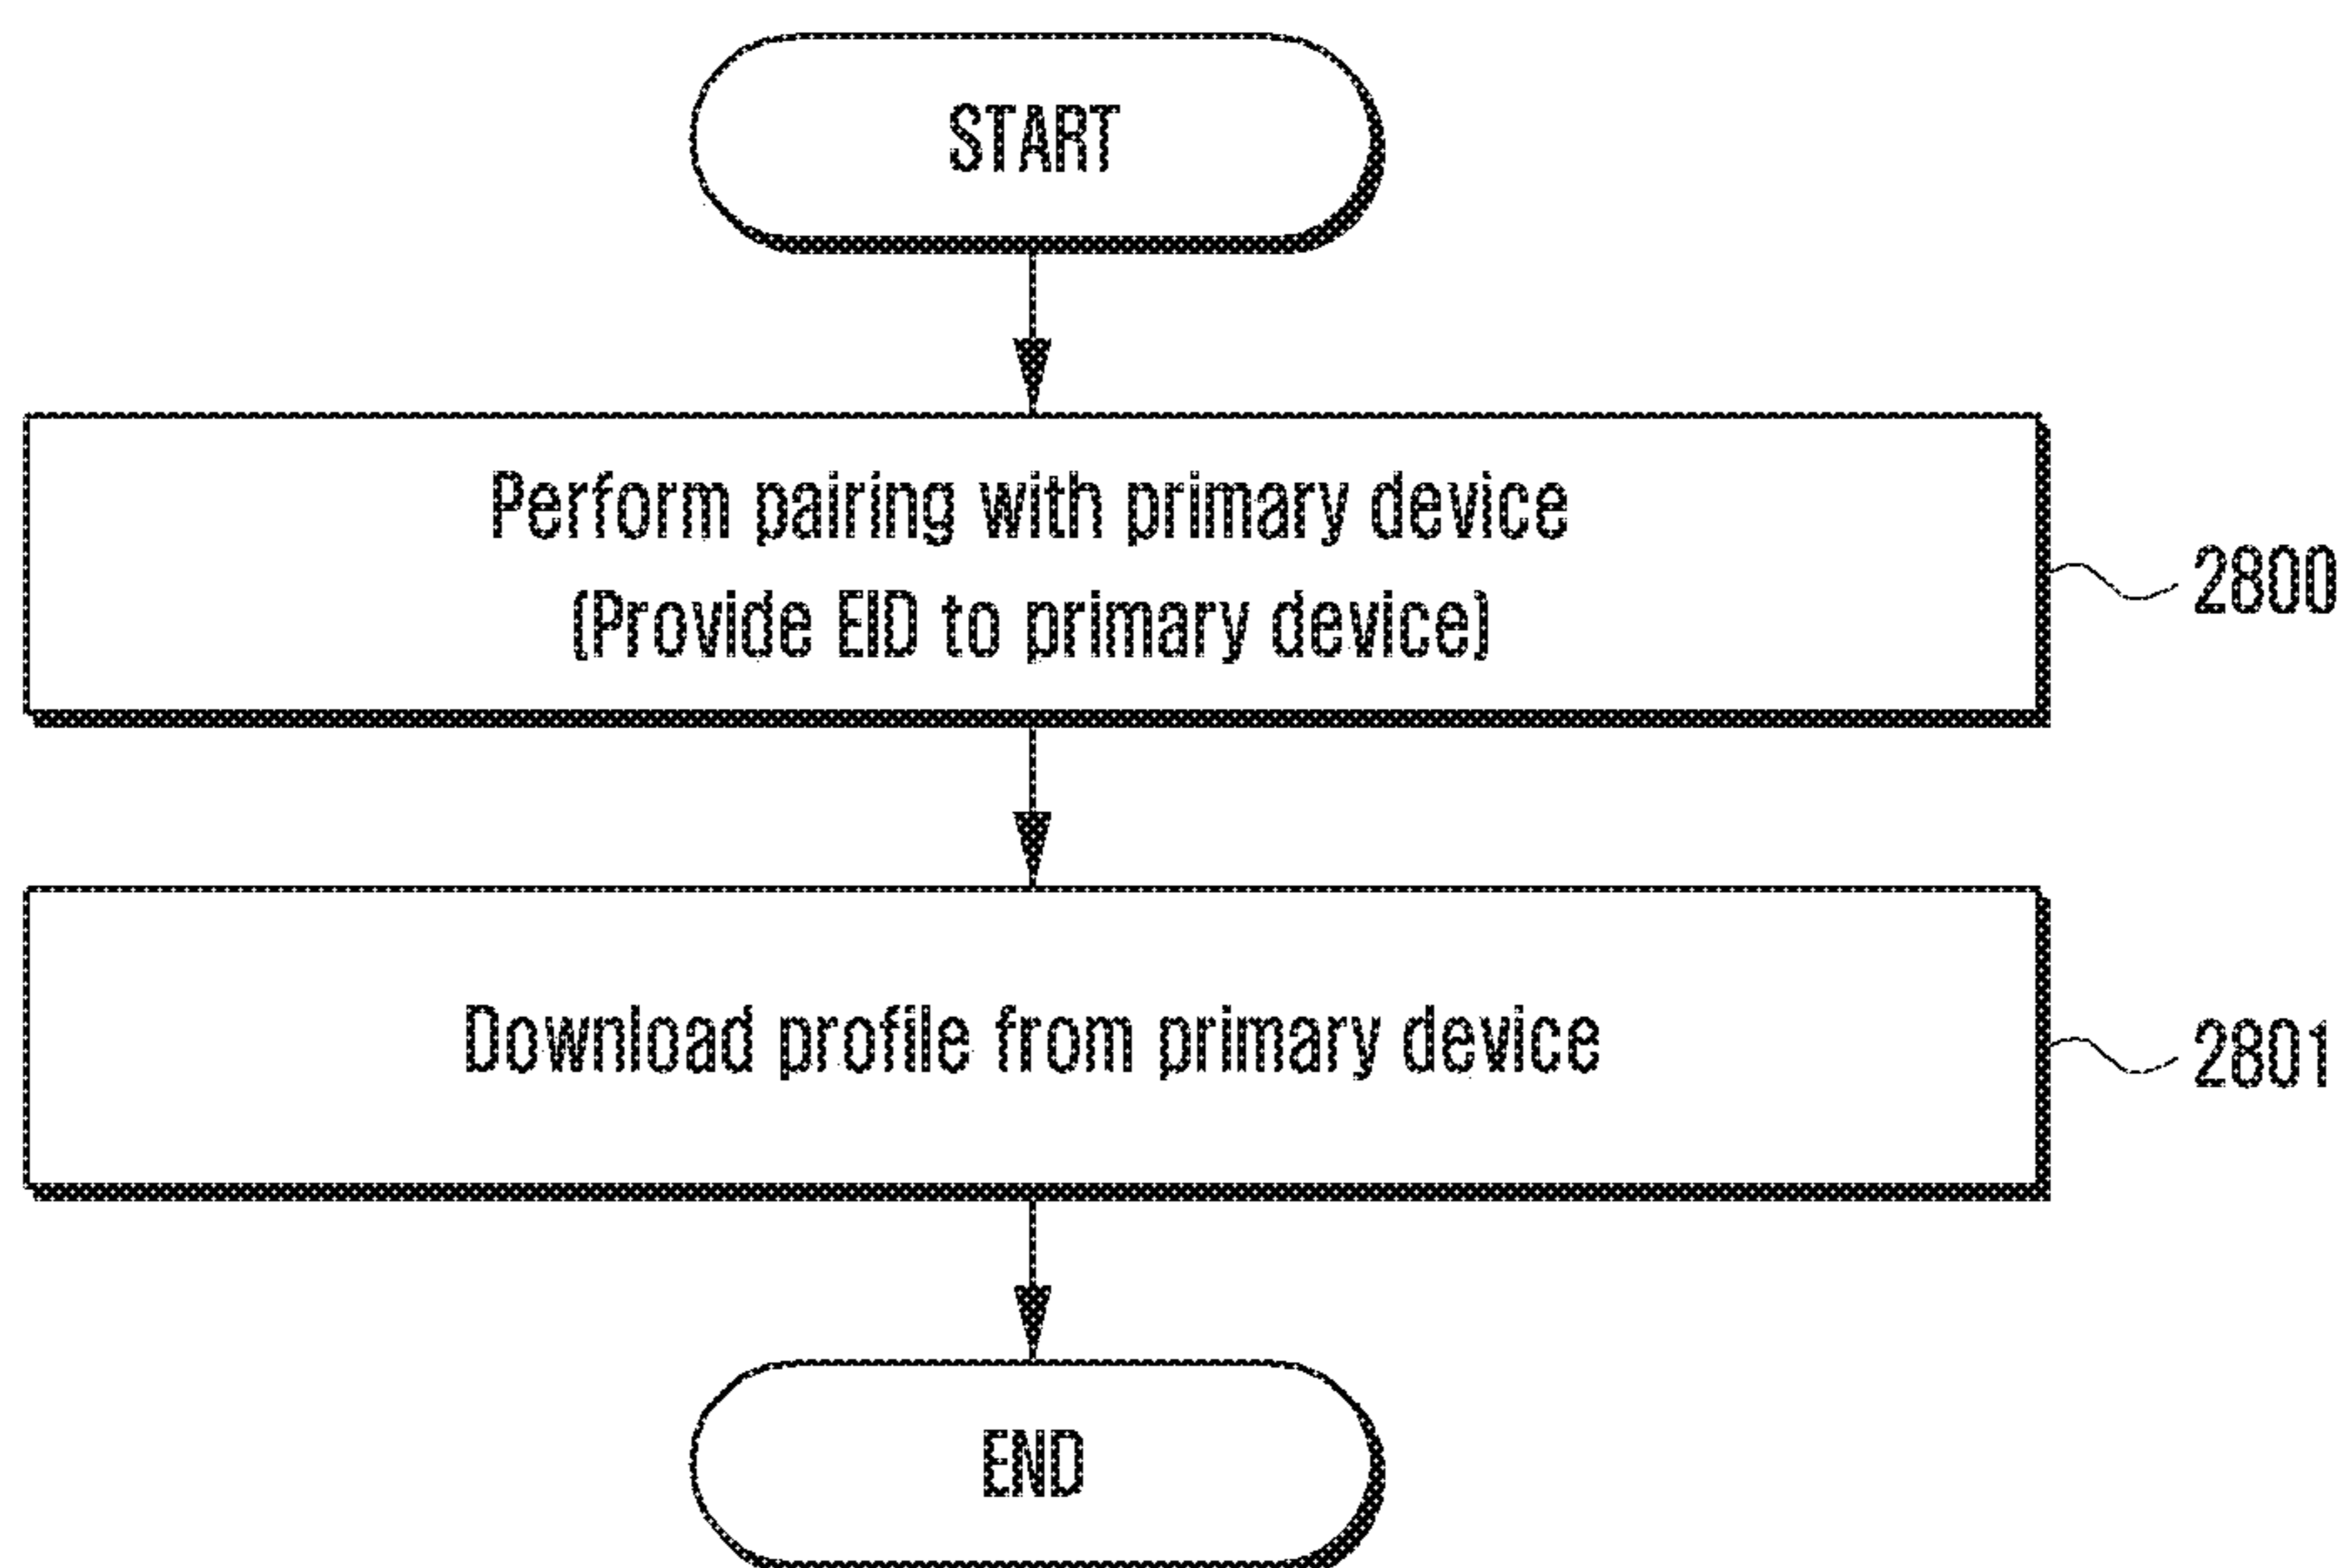 START
Perform pairing with primary device
(Provide EID to primary device)
2800
Download profile from primary device
2801
END